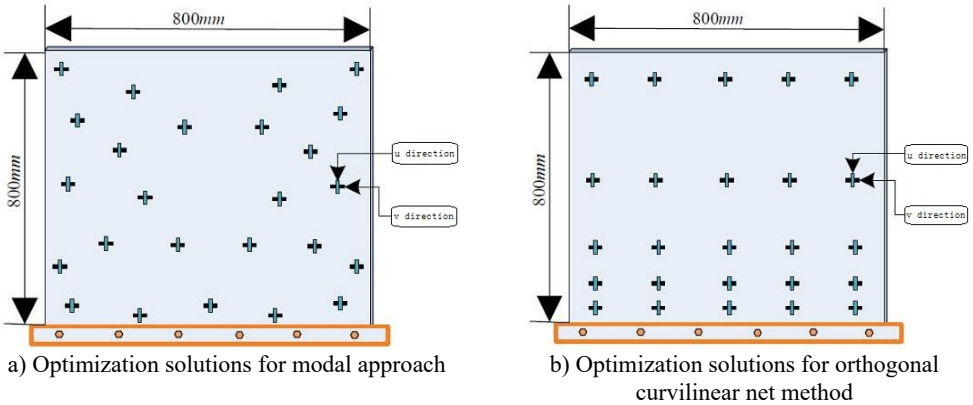 800mm
800mm
u direction
v direction
a) Optimization solutions for modal approach
800mm
800mm
u direction
v direction
b) Optimization solutions for orthogonal
curvilinear net method